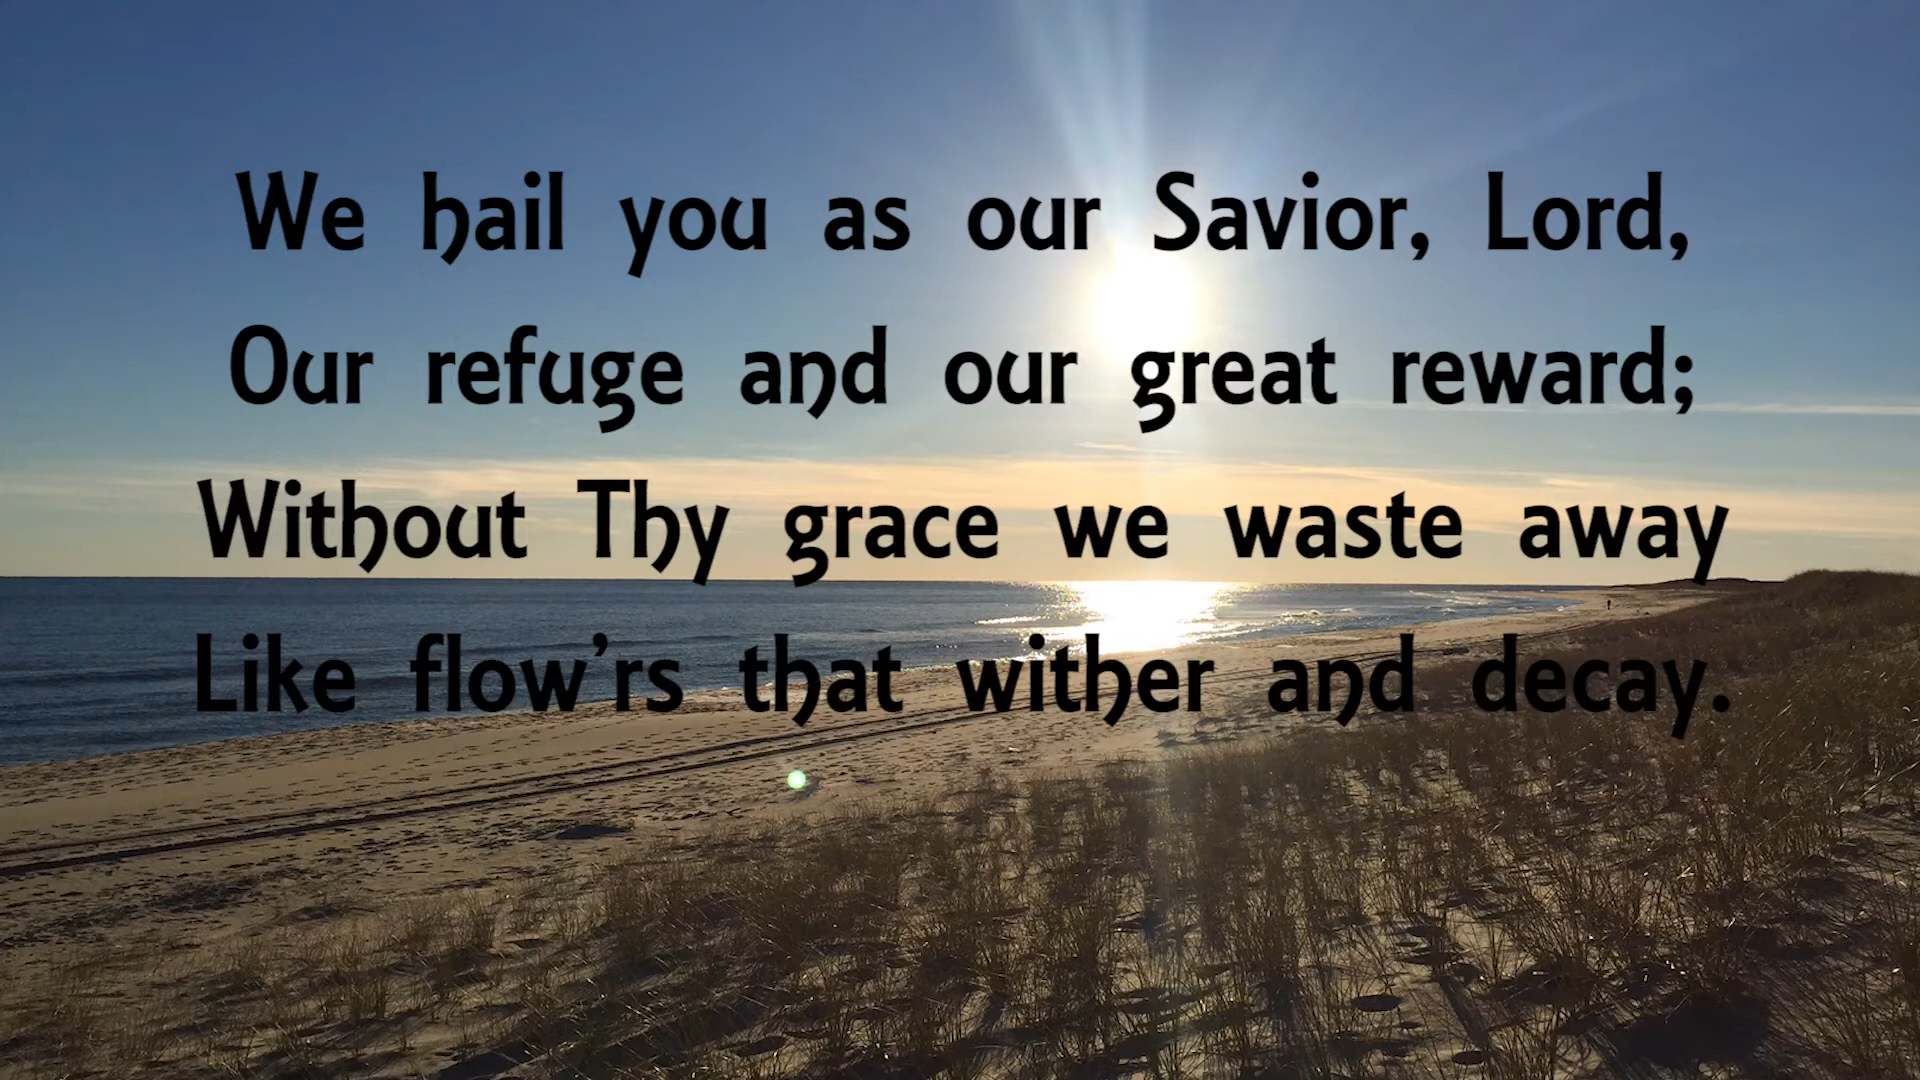 We hail you as our Savior, Lord,
Our refuge and our great reward;
Without Thy grace we waste away
Like flow'rs that wither and decay.